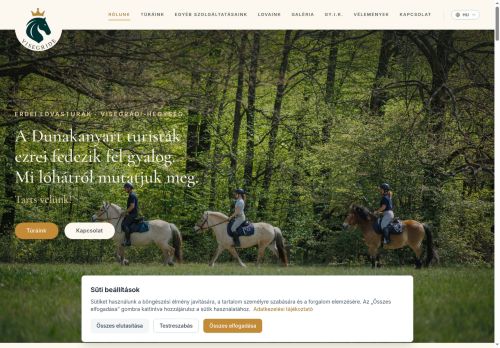 VISEGRIDE
RÓLUNK
TÚRÁINK
EGYÉB SZOLGÁLTATÁSAINK
LOVAINK
GALÉRIA
GY.I.K.
VÉLEMÉNYEK
KAPCSOLAT
HU
ERDEI LOVASTÚRÁK · VISEGRÁDI-HEGYSÉG
A Dunakanyart turisták
ezrei fedezik fel gyalog.
Mi lóhátról mutatjuk meg.
Tarts velünk!
Túráink
Kapcsolat
Süti beállítások
Sütiket használunk a böngészési élmény javítására, a tartalom személyre szabására és a forgalom elemzésére. Az „Összes
elfogadása” gombra kattintva hozzájárulsz a sütik használatához. Adatkezelési tájékoztató
Összes elutasítása
Testreszabás
Összes elfogadása